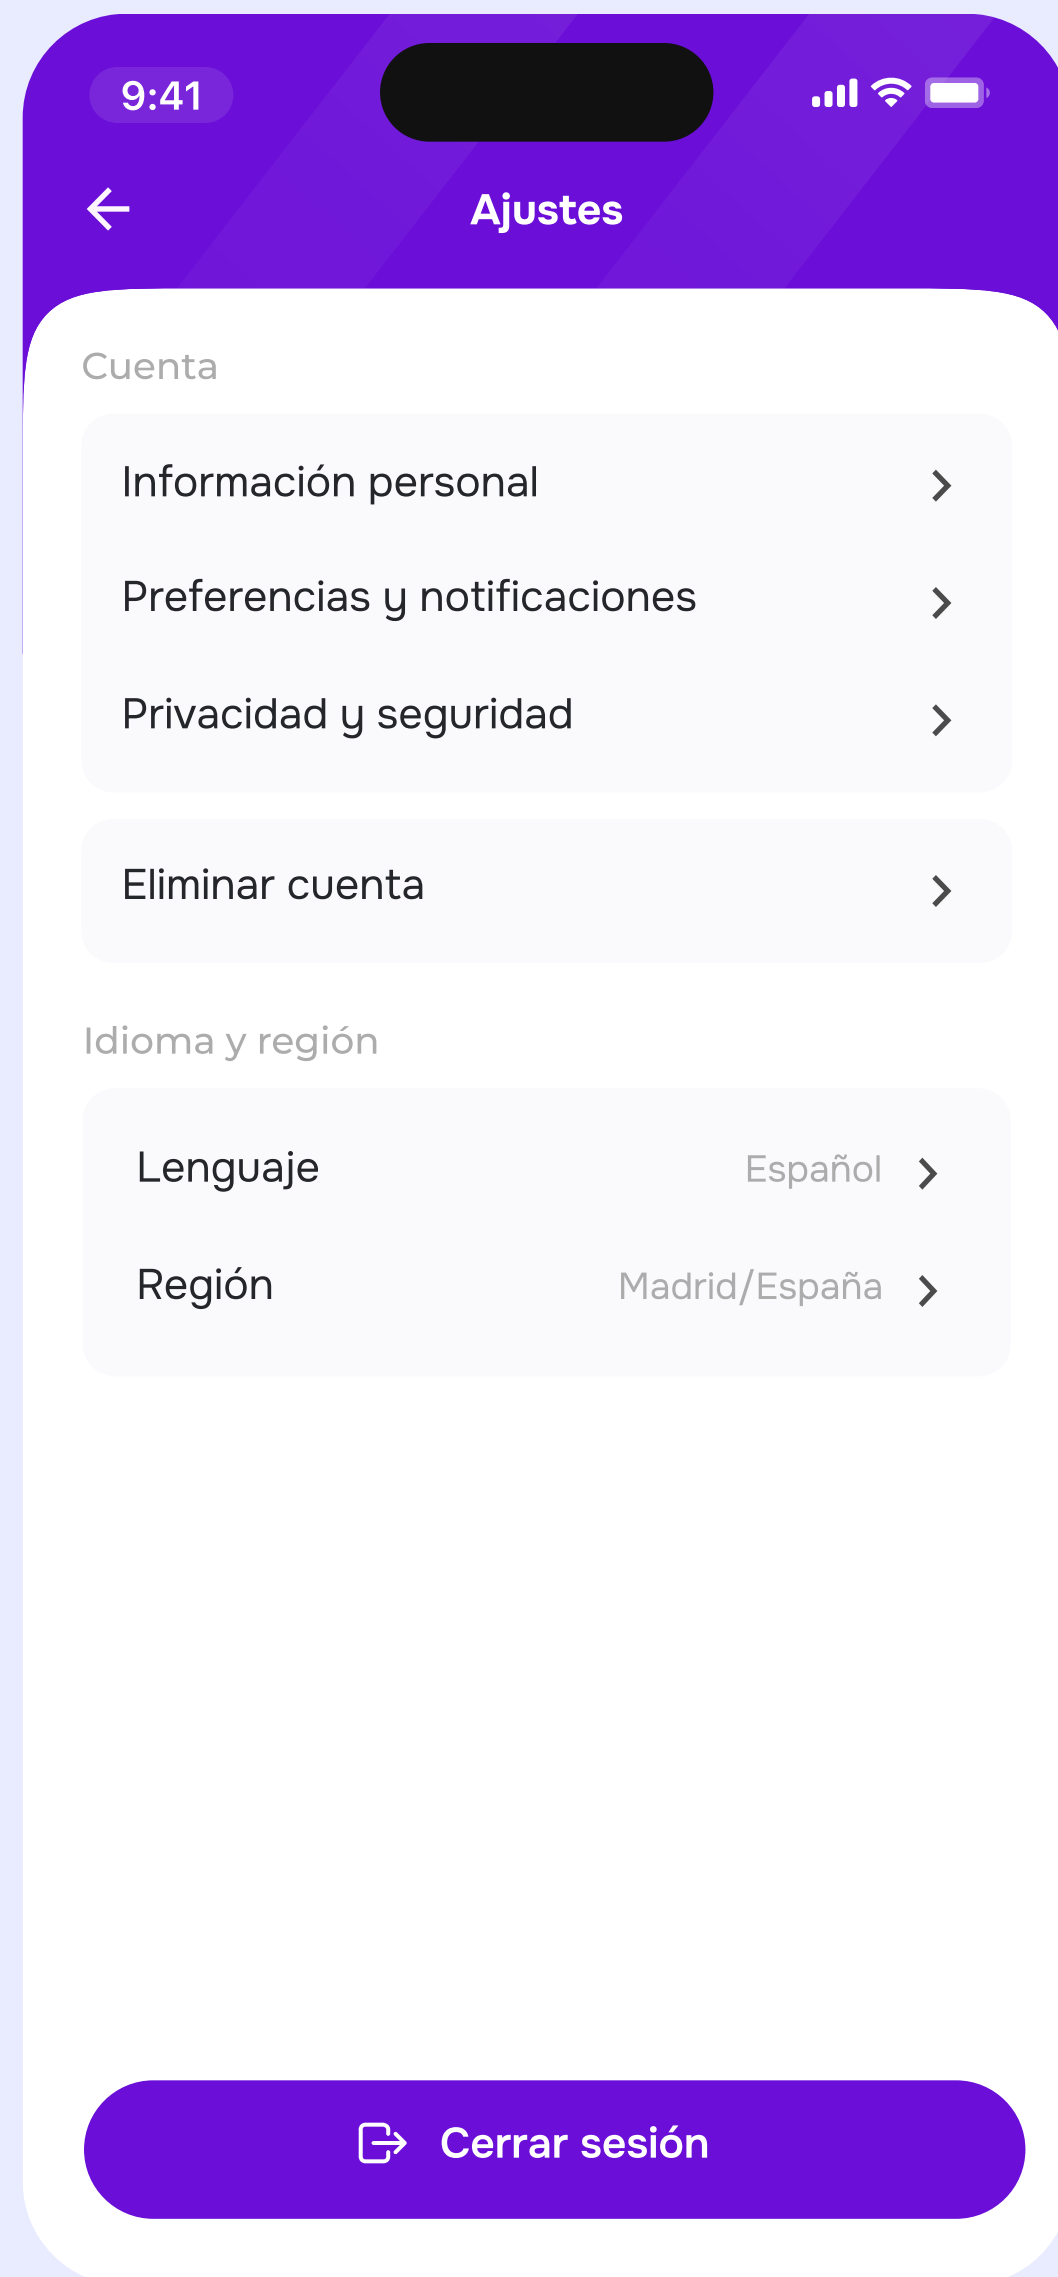 9:41
Ajustes
Cuenta
Información personal
Preferencias y notificaciones
Privacidad y seguridad
Eliminar cuenta
Idioma y región
Lenguaje Español
Región Madrid/España
Cerrar sesión